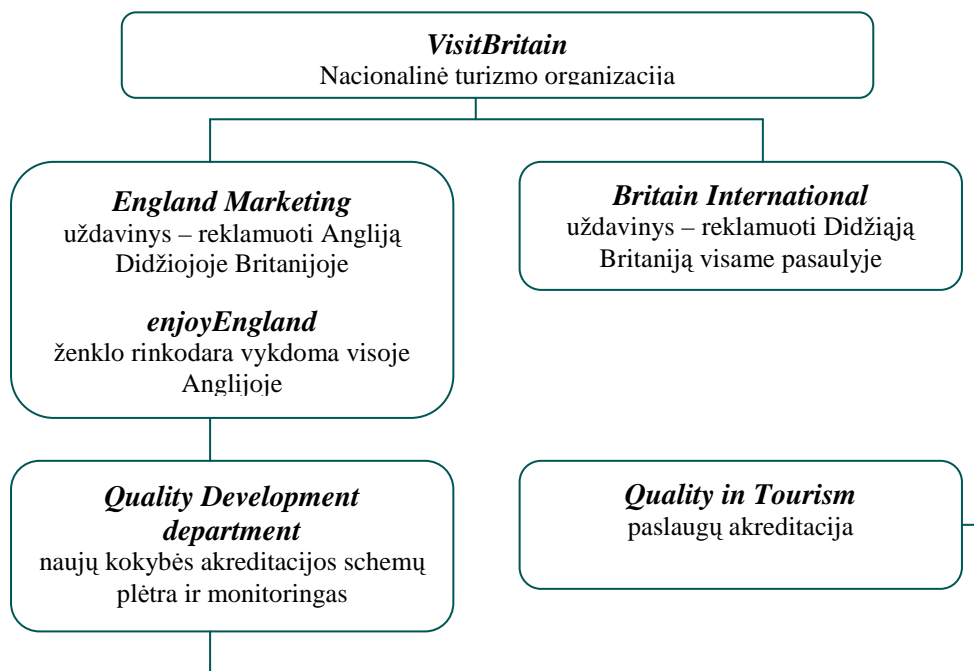 VisitBritain
Nacionalinė turizmo organizacija
England Marketing
uždavinys – reklamuoti Angliją
Didžiojoje Britanijoje
enjoyEngland
ženklo rinkodara vykdoma visoje
Anglijoje
Britain International
uždavinys – reklamuoti Didžiąją
Britaniją visame pasaulyje
Quality Development
department
naujų kokybės akreditacijos schemų
plėtra ir monitoringas
Quality in Tourism
paslaugų akreditacija